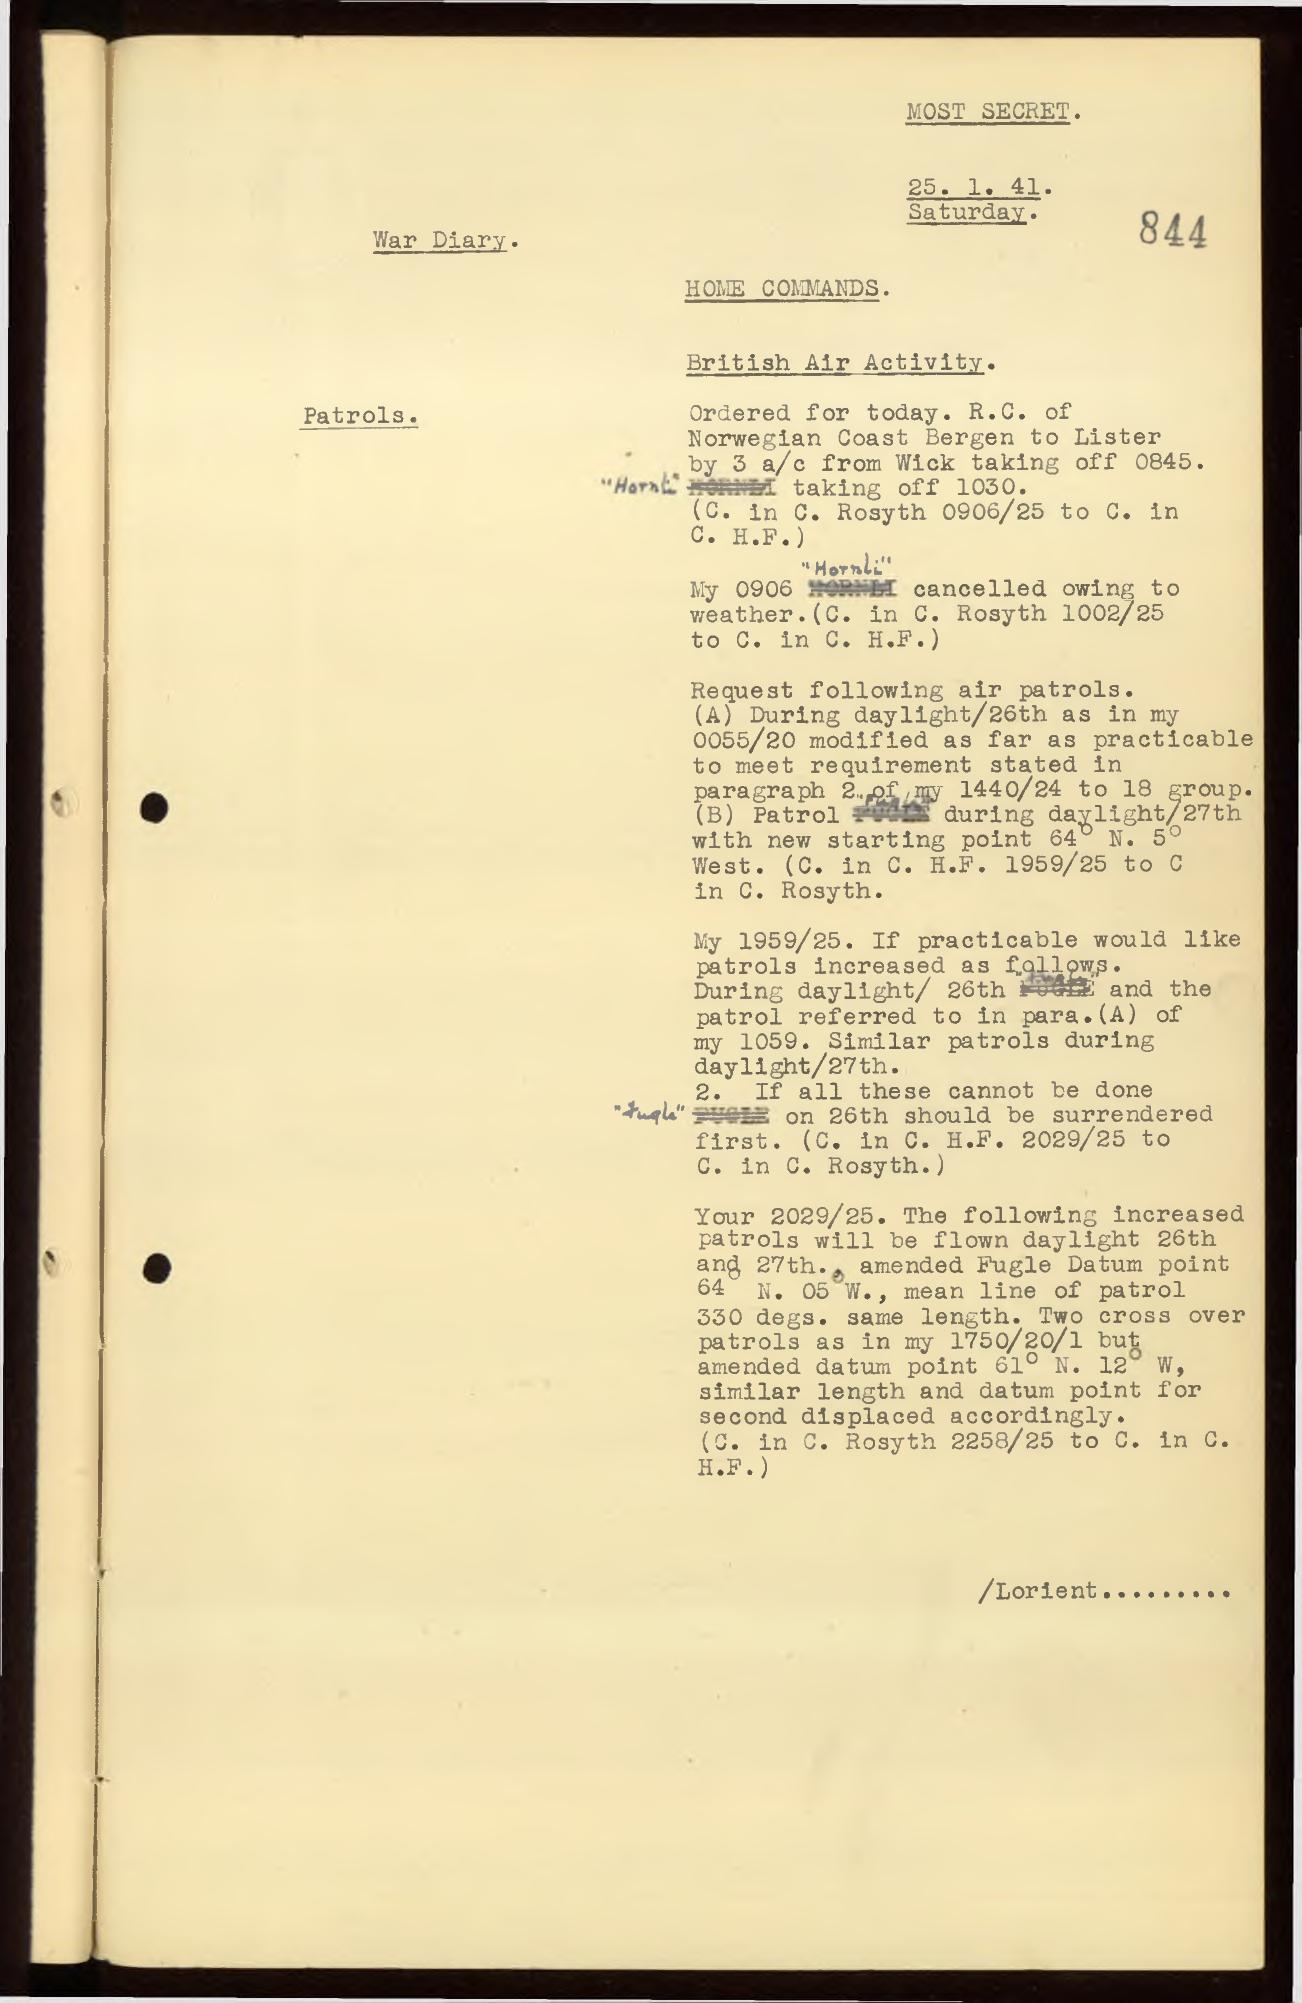 MOST SECRET.
25. 1. 41.
Saturday.
844
War Diary.
HOME COMMANDS.
British Air Activity.
Patrols.
Ordered for today. R.C. of
Norwegian Coast Bergen to Lister
by 3 a/c from Wick taking off 0845.
"Hornli" HORNLI taking off 1030.
(C. in C. Rosyth 0906/25 to C. in
C. H.F.)
"Hornli"
My 0906 HORNLI cancelled owing to
weather.(C. in C. Rosyth 1002/25
to C. in C. H.F.)
Request following air patrols.
(A) During daylight/26th as in my
0055/20 modified as far as practicable
to meet requirement stated in
paragraph 2 of my 1440/24 to 18 group.
"Fugle"
(B) Patrol FUGLE during daylight/27th
with new starting point 64° N. 5°
West. (C. in C. H.F. 1959/25 to C
in C. Rosyth.
My 1959/25. If practicable would like
patrols increased as follows.
"Fugle"
During daylight/ 26th FUGLE and the
patrol referred to in para.(A) of
my 1059. Similar patrols during
daylight/27th.
2. If all these cannot be done
"Fugle" FUGLE on 26th should be surrendered
first. (C. in C. H.F. 2029/25 to
C. in C. Rosyth.)
Your 2029/25. The following increased
patrols will be flown daylight 26th
and 27th., amended Fugle Datum point
64° N. 05°W., mean line of patrol
330 degs. same length. Two cross over
patrols as in my 1750/20/1 but
amended datum point 61° N. 12° W,
similar length and datum point for
second displaced accordingly.
(C. in C. Rosyth 2258/25 to C. in C.
H.F.)
/Lorient.........